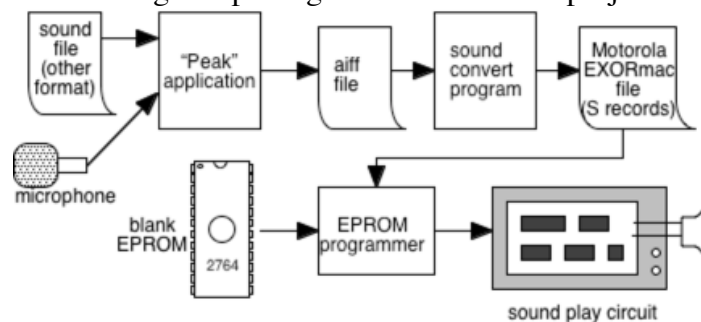 sound
file
(other
format)
“Peak”
application
aiff
file
sound
convert
program
Motorola
EXORmac
file
(S records)
microphone
blank
EPROM
2764
EPROM
programmer
sound play circuit